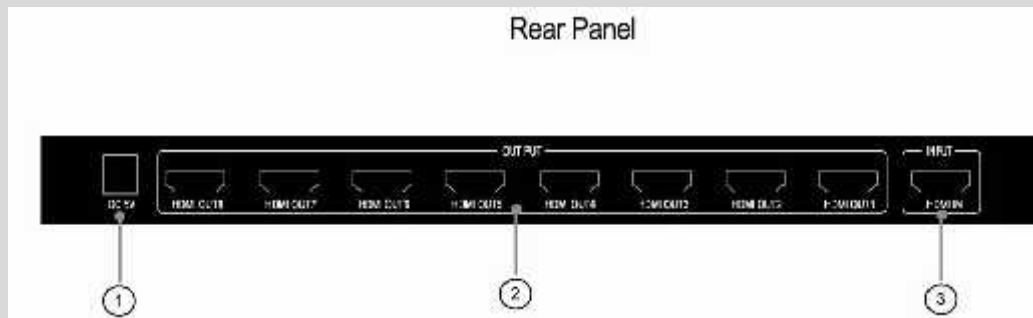 Rear Panel
OUTPUT
INPUT
DC 5V
HDMI OUT8
HDMI OUT7
HDMI OUT6
HDMI OUT5
HDMI OUT4
HDMI OUT3
HDMI OUT2
HDMI OUT1
HDMI IN
1
2
3